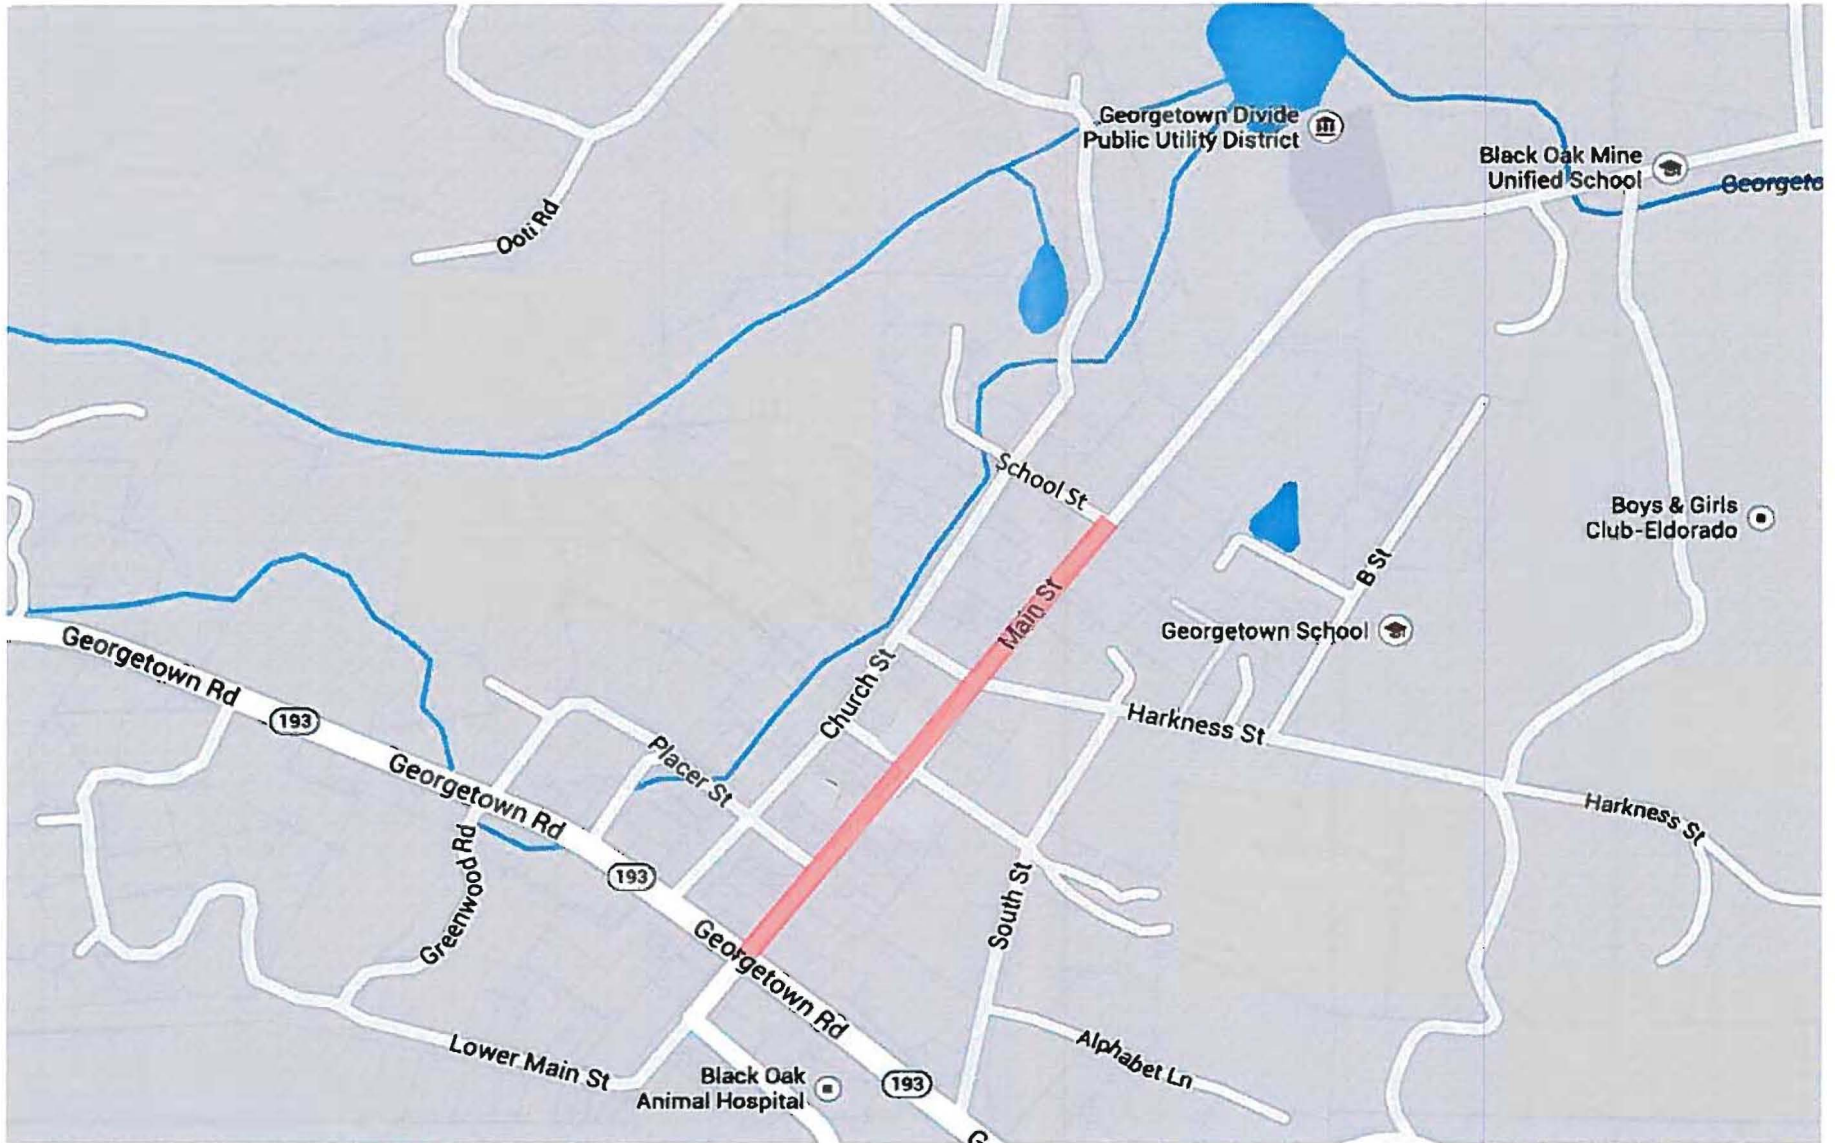 Georgetown Divide
Public Utility District
Black Oak Mine
Unified School
Georgeto
Ooti Rd
School St
Boys & Girls
Club-Eldorado
B St
Main St
Georgetown School
Georgetown Rd
193
Church St
Harkness St
Placer St
Georgetown Rd
Harkness St
Greenwood Rd
193
South St
Georgetown Rd
Lower Main St
Alphabet Ln
Black Oak
Animal Hospital
193
G